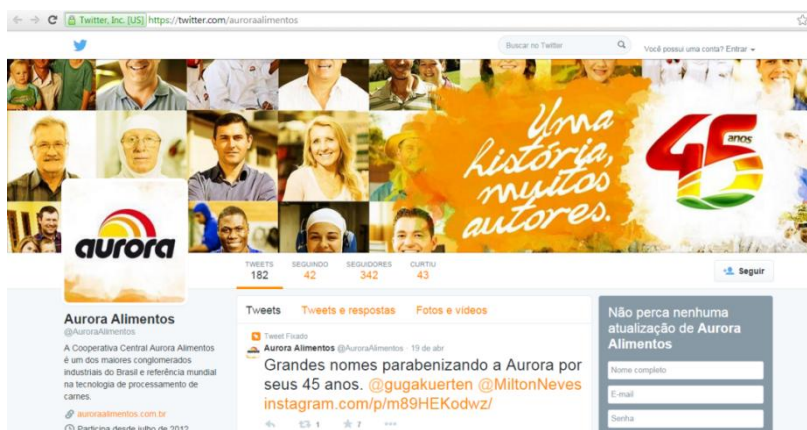 Twitter, Inc. [US] https://twitter.com/auroraalimentos
Buscar no Twitter
Você possui uma conta? Entrar
Uma
história,
muitos
autores.
45
anos
aurora
TWEETS SEGUINDO SEGUIDORES CURTIU
182 42 342 43
Seguir
Aurora Alimentos
@AuroraAlimentos
A Cooperativa Central Aurora Alimentos
é um dos maiores conglomerados
industriais do Brasil e referência mundial
na tecnologia de processamento de
carnes.
auroraalimentos.com.br
Participa desde julho de 2012
Tweets Tweets e respostas Fotos e vídeos
Tweet Fixado
Aurora Alimentos @AuroraAlimentos · 19 de abr
Grandes nomes parabenizando a Aurora por
seus 45 anos. @gugakuerten @MiltonNeves
instagram.com/p/m89HEKodwz/
1 7
Não perca nenhuma
atualização de Aurora
Alimentos
Nome completo
E-mail
Senha